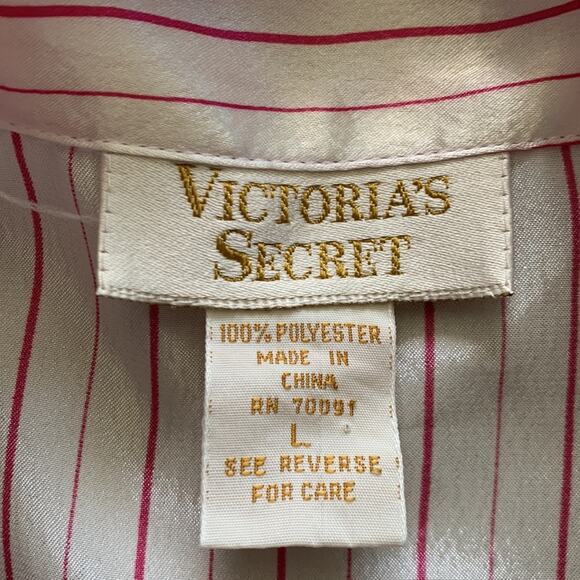 VICTORIA'S
SECRET
100% POLYESTER
MADE IN
CHINA
RN 70091
L
SEE REVERSE
FOR CARE